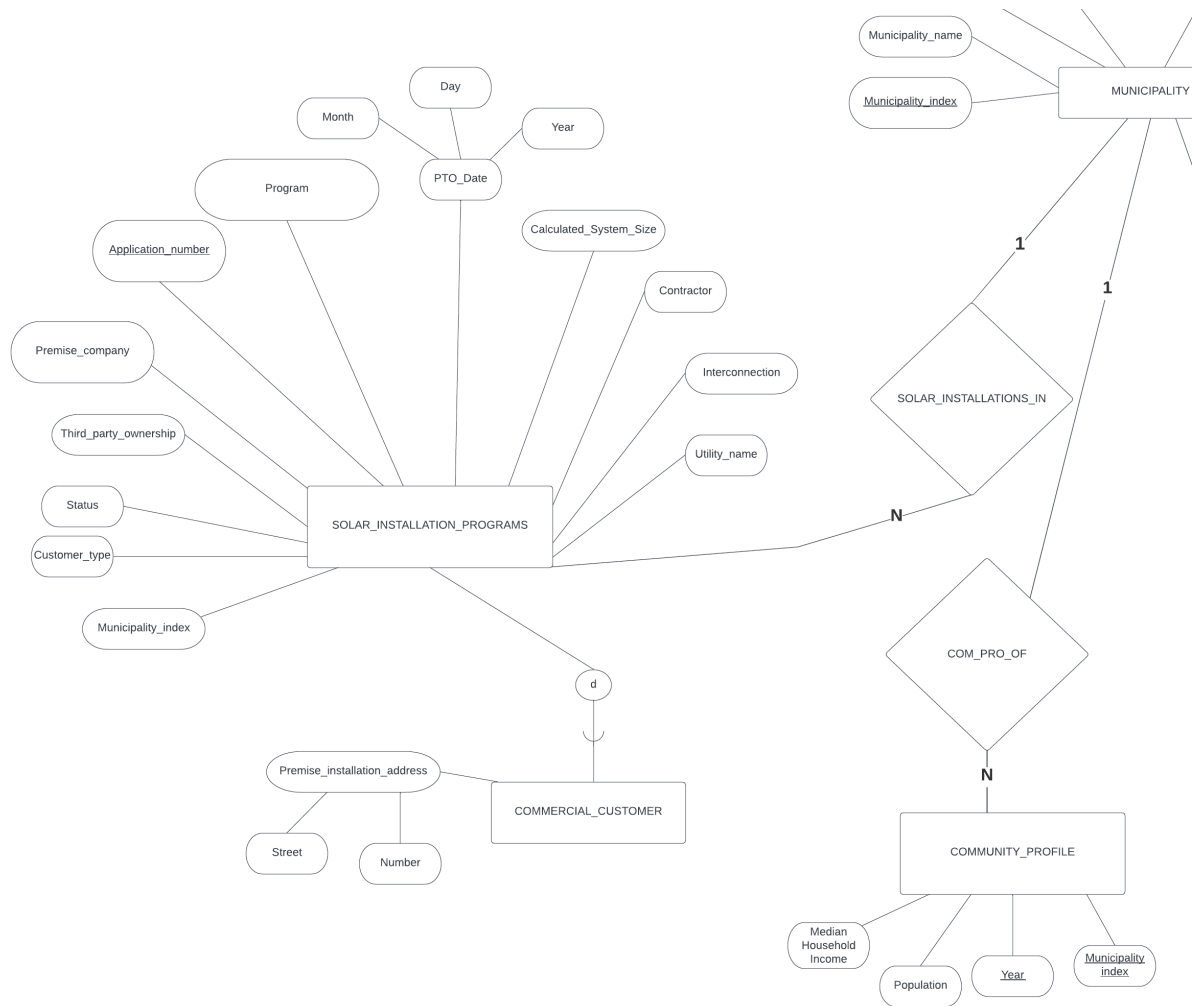 Municipality_name
MUNICIPALITY
Municipality_index
Day
Month
Year
PTO_Date
Program
Calculated_System_Size
Application_number
1
Contractor
1
Premise_company
Interconnection
SOLAR_INSTALLATIONS_IN
Third_party_ownership
Utility_name
Status
SOLAR_INSTALLATION_PROGRAMS
N
Customer_type
Municipality_index
COM_PRO_OF
d
Premise_installation_address
N
COMMERCIAL_CUSTOMER
Street
Number
COMMUNITY_PROFILE
Median
Household
Income
Population
Year
Municipality
index